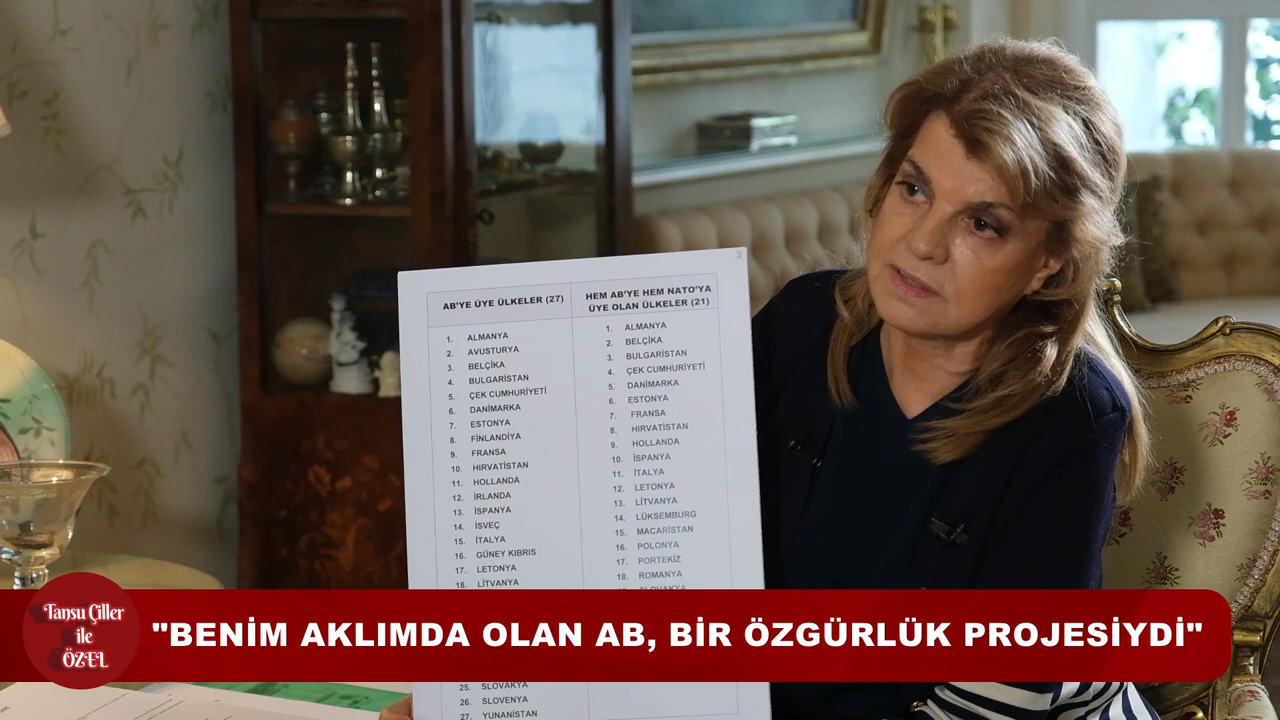 2
AB'YE ÜYE ÜLKELER (27)
HEM AB'YE HEM NATO'YA
ÜYE OLAN ÜLKELER (21)
1. ALMANYA
2. AVUSTURYA
3. BELÇİKA
4. BULGARİSTAN
5. ÇEK CUMHURİYETİ
6. DANİMARKA
7. ESTONYA
8. FİNLANDİYA
9. FRANSA
10. HIRVATİSTAN
11. HOLLANDA
12. İRLANDA
13. İSPANYA
14. İSVEÇ
15. İTALYA
16. GÜNEY KIBRIS
17. LETONYA
18. LİTVANYA
1. ALMANYA
2. BELÇİKA
3. BULGARİSTAN
4. ÇEK CUMHURİYETİ
5. DANİMARKA
6. ESTONYA
7. FRANSA
8. HIRVATİSTAN
9. HOLLANDA
10. İSPANYA
11. İTALYA
12. LETONYA
13. LİTVANYA
14. LÜKSEMBURG
15. MACARİSTAN
16. POLONYA
17. PORTEKİZ
18. ROMANYA
SLOVAKYA
Tansu Çiller
ile
ÖZEL
"BENİM AKLIMDA OLAN AB, BİR ÖZGÜRLÜK PROJESİYDİ"
25. SLOVAKYA
26. SLOVENYA
27. YUNANİSTAN